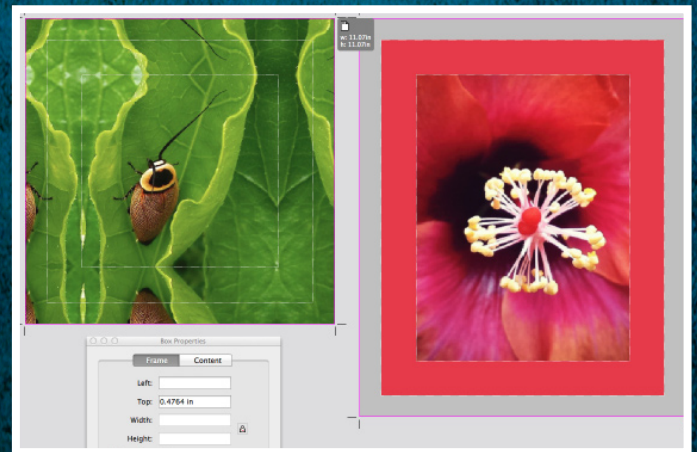 w: 11.07in
h: 11.07in
Box Properties
Frame
Content
Left:
Top: 0.4764 in
Width:
Height: